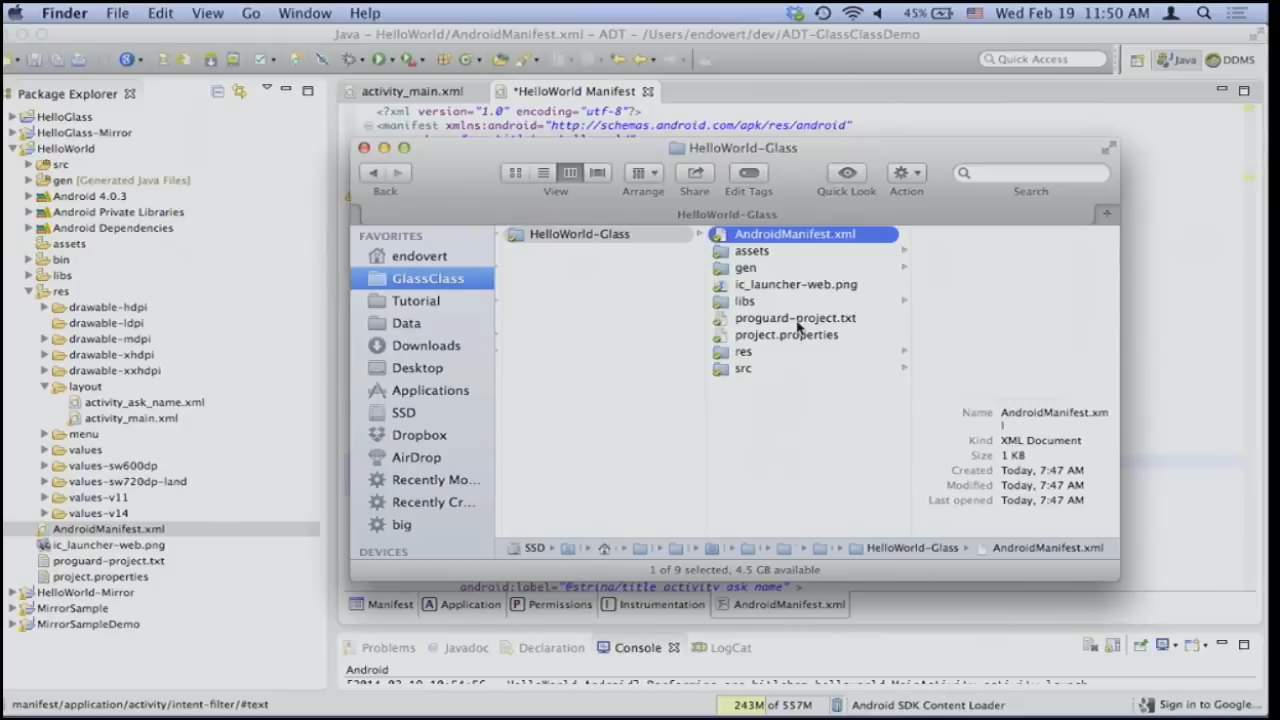 Finder File Edit View Go Window Help 45% Wed Feb 19 11:50 AM
Java - HelloWorld/AndroidManifest.xml - ADT - /Users/endovert/dev/ADT-GlassClassDemo
Quick Access Java DDMS
Package Explorer
HelloGlass
HelloGlass-Mirror
HelloWorld
src
gen [Generated Java Files]
Android 4.0.3
Android Private Libraries
Android Dependencies
assets
bin
libs
res
drawable-hdpi
drawable-ldpi
drawable-mdpi
drawable-xhdpi
drawable-xxhdpi
layout
activity_ask_name.xml
activity_main.xml
menu
values
values-sw600dp
values-sw720dp-land
values-v11
values-v14
AndroidManifest.xml
ic_launcher-web.png
proguard-project.txt
project.properties
HelloWorld-Mirror
MirrorSample
MirrorSampleDemo
activity_main.xml *HelloWorld Manifest
<?xml version="1.0" encoding="utf-8"?>
<manifest xmlns:android="http://schemas.android.com/apk/res/android"
HelloWorld-Glass
Back View Arrange Share Edit Tags Quick Look Action Search
HelloWorld-Glass
FAVORITES
endovert
GlassClass
Tutorial
Data
Downloads
Desktop
Applications
SSD
Dropbox
AirDrop
Recently Mo...
Recently Cr...
big
DEVICES
HelloWorld-Glass
AndroidManifest.xml
assets
gen
ic_launcher-web.png
libs
proguard-project.txt
project.properties
res
src
Name AndroidManifest.xm
l
Kind XML Document
Size 1 KB
Created Today, 7:47 AM
Modified Today, 7:47 AM
Last opened Today, 7:47 AM
SSD HelloWorld-Glass AndroidManifest.xml
1 of 9 selected, 4.5 GB available
android:label="@string/title_activity_ask_name" >
Manifest Application Permissions Instrumentation AndroidManifest.xml
Problems Javadoc Declaration Console LogCat
Android
manifest/application/activity/intent-filter/#text 243M of 557M Android SDK Content Loader Sign in to Google...